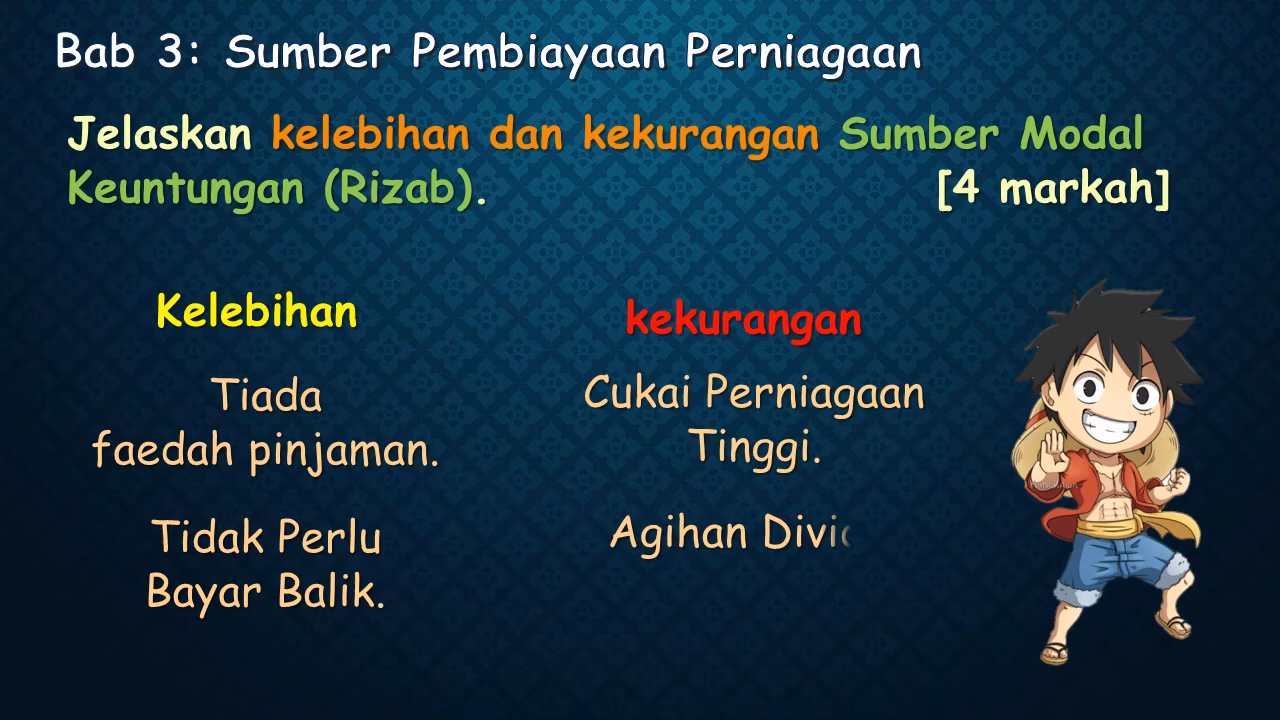 Bab 3: Sumber Pembiayaan Perniagaan
Jelaskan kelebihan dan kekurangan Sumber Modal
Keuntungan (Rizab). [4 markah]
Kelebihan
kekurangan
Tiada
faedah pinjaman.
Cukai Perniagaan
Tinggi.
Tidak Perlu
Bayar Balik.
Agihan